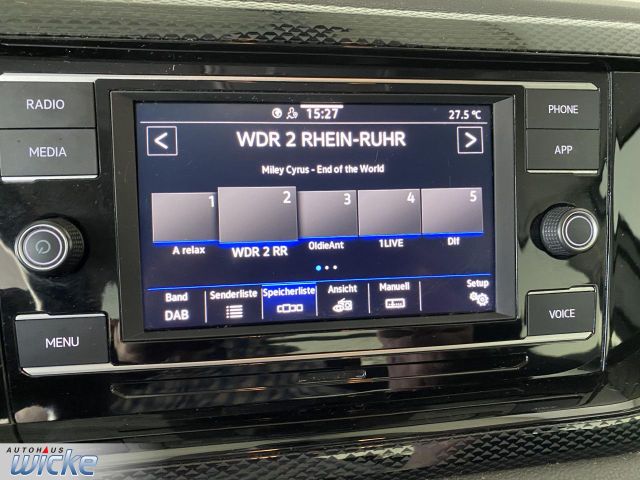 RADIO
MEDIA
MENU
PHONE
APP
VOICE
15:27
27.5 °C
<
WDR 2 RHEIN-RUHR
>
Miley Cyrus - End of the World
1
2
3
4
5
A relax
WDR 2 RR
OldieAnt
1LIVE
Dlf
Band
DAB
Senderliste
Speicherliste
Ansicht
Manuell
Setup
AUTOHAUS
WICKE